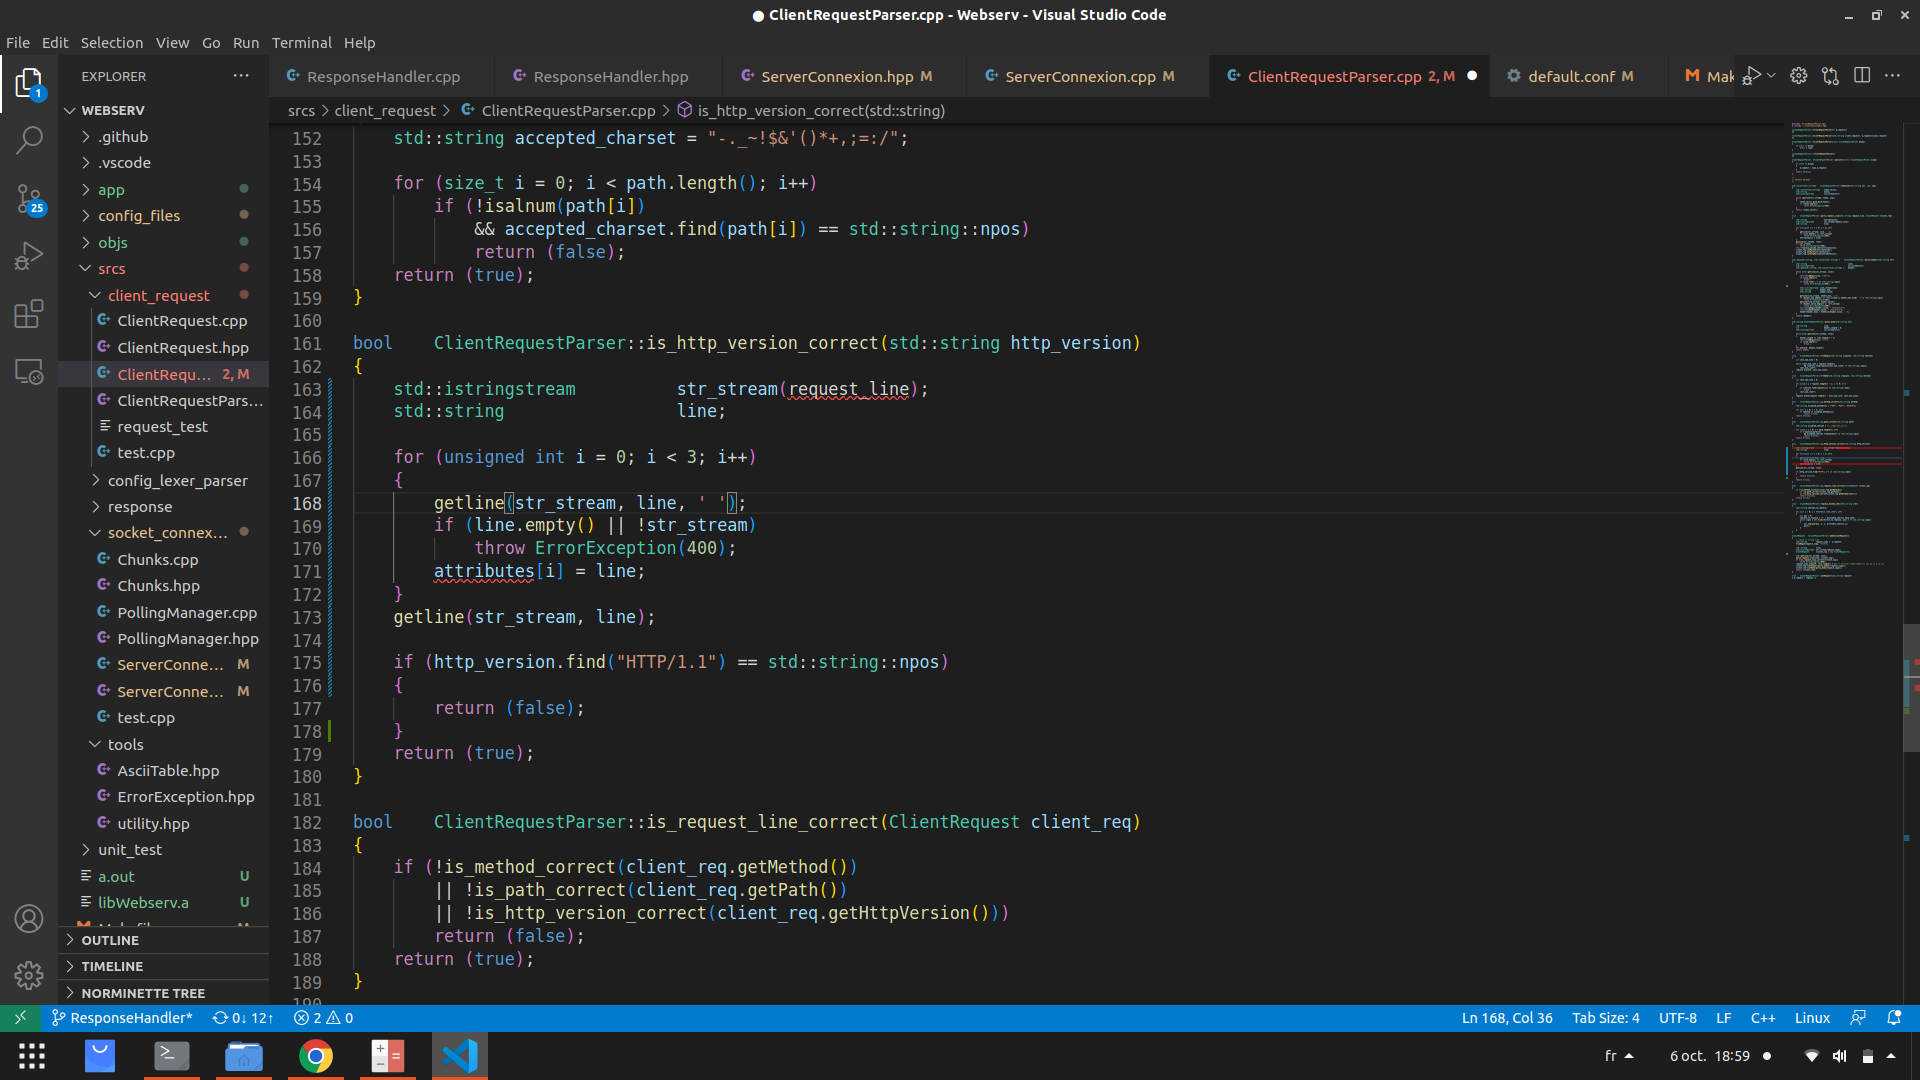 ● ClientRequestParser.cpp - Webserv - Visual Studio Code
File Edit Selection View Go Run Terminal Help
EXPLORER
ResponseHandler.cpp
ResponseHandler.hpp
ServerConnexion.hpp M
ServerConnexion.cpp M
ClientRequestParser.cpp 2, M
default.conf M
srcs > client_request > ClientRequestParser.cpp > is_http_version_correct(std::string)
1
25
WEBSERV
.github
.vscode
app
config_files
objs
srcs
client_request
ClientRequest.cpp
ClientRequest.hpp
ClientRequ... 2, M
ClientRequestPars...
request_test
test.cpp
config_lexer_parser
response
socket_connex...
Chunks.cpp
Chunks.hpp
PollingManager.cpp
PollingManager.hpp
ServerConne... M
ServerConne... M
test.cpp
tools
AsciiTable.hpp
ErrorException.hpp
utility.hpp
unit_test
a.out U
libWebserv.a U
OUTLINE
TIMELINE
NORMINETTE TREE
152 std::string accepted_charset = "-._~!$&'()*+,;=:/";
153
154 for (size_t i = 0; i < path.length(); i++)
155 if (!isalnum(path[i])
156 && accepted_charset.find(path[i]) == std::string::npos)
157 return (false);
158 return (true);
159 }
160
161 bool ClientRequestParser::is_http_version_correct(std::string http_version)
162 {
163 std::istringstream str_stream(request_line);
164 std::string line;
165
166 for (unsigned int i = 0; i < 3; i++)
167 {
168 getline(str_stream, line, ' ');
169 if (line.empty() || !str_stream)
170 throw ErrorException(400);
171 attributes[i] = line;
172 }
173 getline(str_stream, line);
174
175 if (http_version.find("HTTP/1.1") == std::string::npos)
176 {
177 return (false);
178 }
179 return (true);
180 }
181
182 bool ClientRequestParser::is_request_line_correct(ClientRequest client_req)
183 {
184 if (!is_method_correct(client_req.getMethod())
185 || !is_path_correct(client_req.getPath())
186 || !is_http_version_correct(client_req.getHttpVersion()))
187 return (false);
188 return (true);
189 }
ResponseHandler* 0↓ 12↑ 2 0
Ln 168, Col 36 Tab Size: 4 UTF-8 LF C++ Linux
fr 6 oct. 18:59